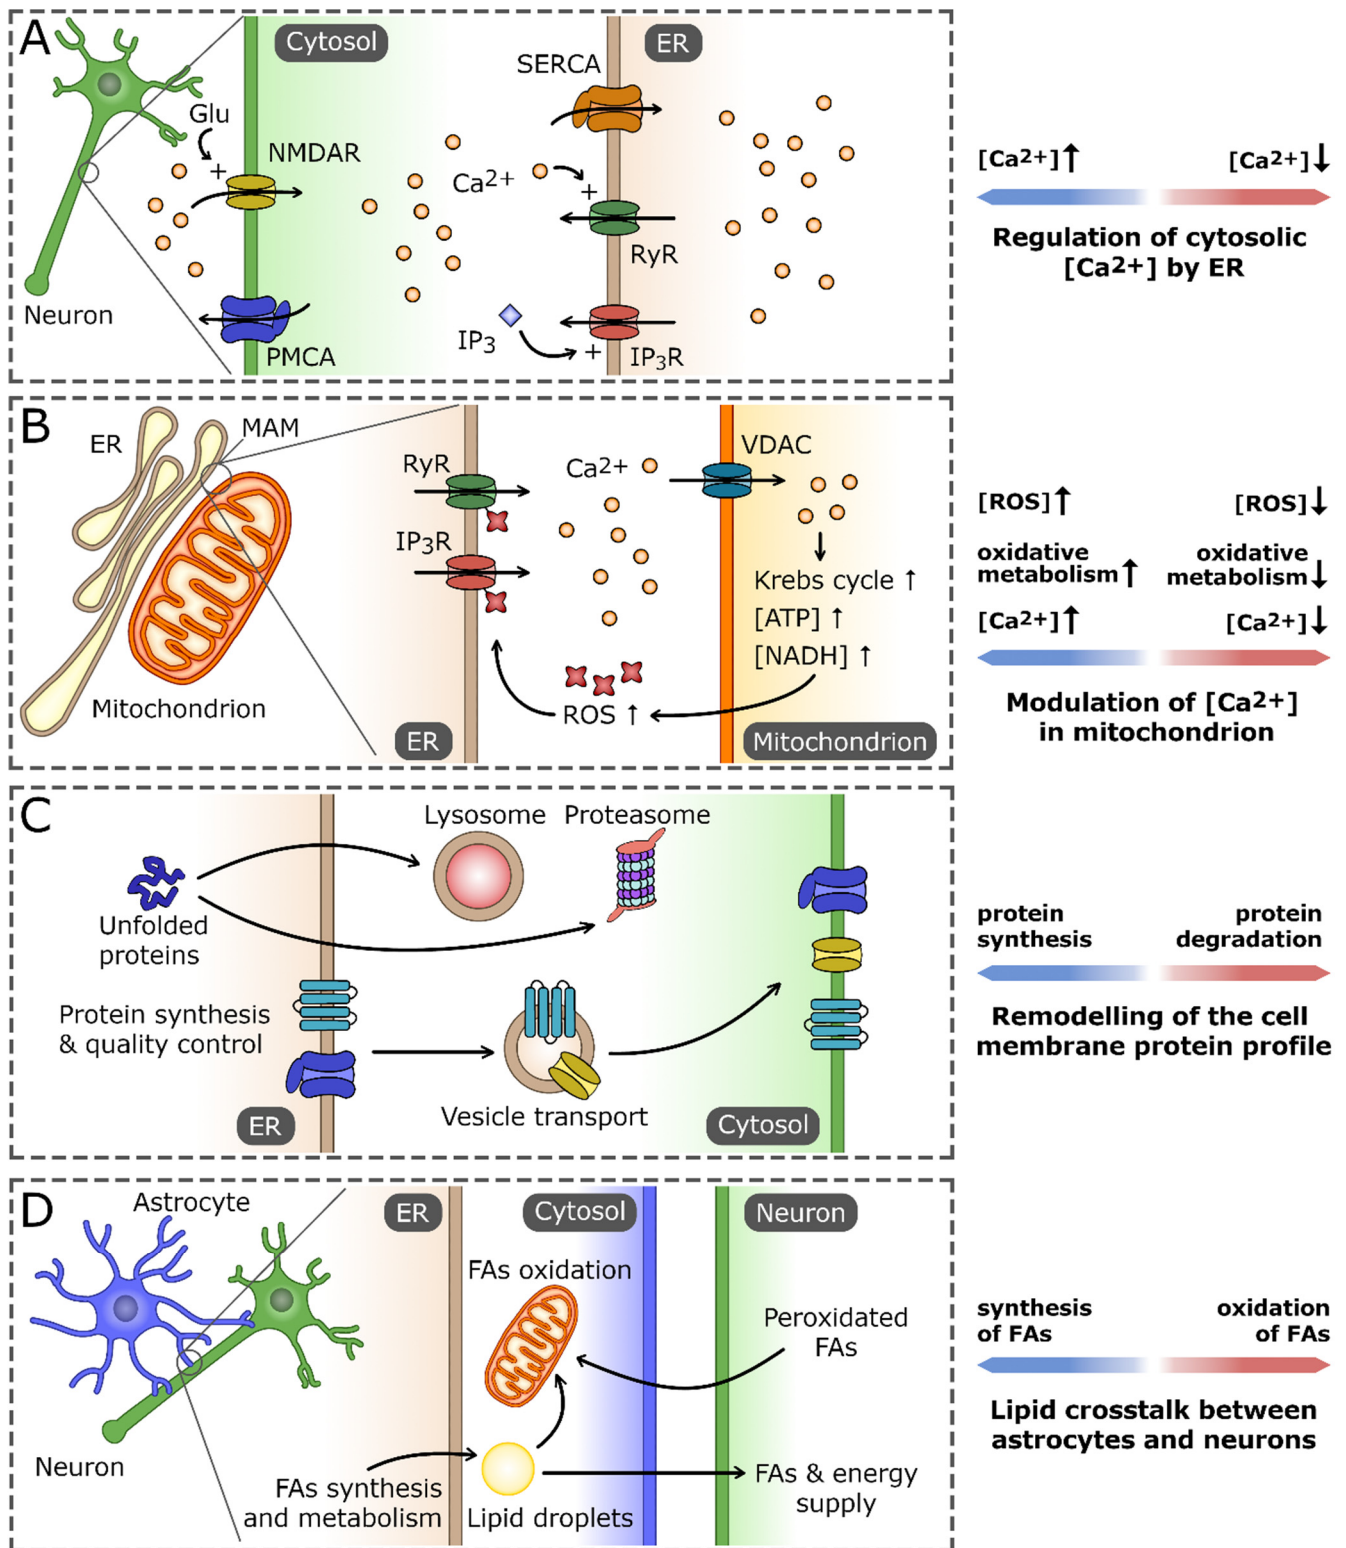 A
Cytosol
ER
SERCA
Glu
+
NMDAR
Ca2+
+
RyR
Neuron
IP3
+
IP3R
PMCA
[Ca2+]↑
[Ca2+]↓
Regulation of cytosolic
[Ca2+] by ER
B
ER
MAM
RyR
Ca2+
VDAC
IP3R
Krebs cycle ↑
[ATP] ↑
[NADH] ↑
Mitochondrion
ROS ↑
ER
Mitochondrion
[ROS]↑
[ROS]↓
oxidative
metabolism↑
oxidative
metabolism↓
[Ca2+]↑
[Ca2+]↓
Modulation of [Ca2+]
in mitochondrion
C
Lysosome
Proteasome
Unfolded
proteins
Protein synthesis
& quality control
Vesicle transport
ER
Cytosol
protein
synthesis
protein
degradation
Remodelling of the cell
membrane protein profile
D
Astrocyte
ER
Cytosol
Neuron
FAs oxidation
Peroxidated
FAs
Neuron
FAs synthesis
and metabolism
Lipid droplets
FAs & energy
supply
synthesis
of FAs
oxidation
of FAs
Lipid crosstalk between
astrocytes and neurons